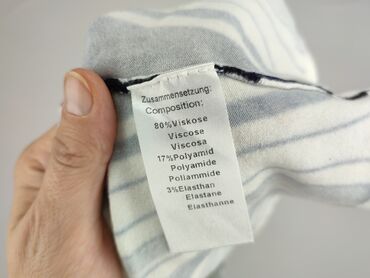 Zusammensetzung:
Composition:
80%Viskose
Viscose
Viscosa
17%Polyamid
Polyamide
Poliammide
3%Elasthan
Elastane
Elasthanne